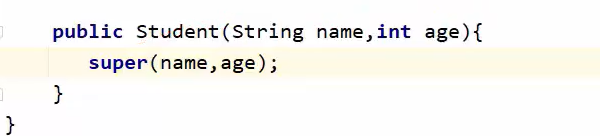 public Student(String name,int age){
super(name,age);
}
}